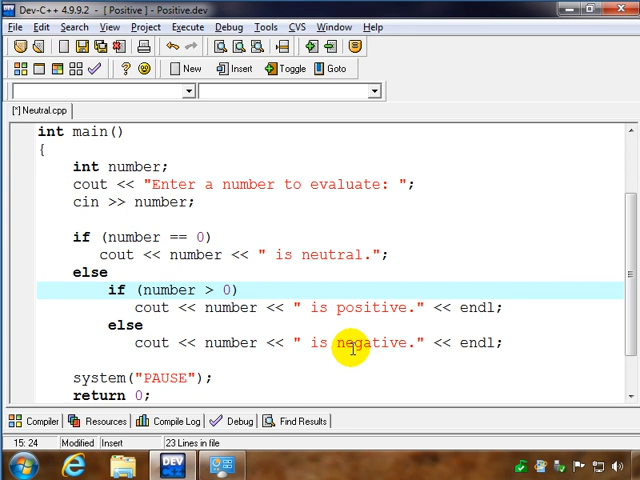 Dev-C++ 4.9.9.2 - [ Positive ] - Positive.dev
File Edit Search View Project Execute Debug Tools CVS Window Help
New Insert Toggle Goto
[*] Neutral.cpp
int main()
{
int number;
cout << "Enter a number to evaluate: ";
cin >> number;
if (number == 0)
cout << number << " is neutral.";
else
if (number > 0)
cout << number << " is positive." << endl;
else
cout << number << " is negative." << endl;
system("PAUSE");
return 0;
Compiler Resources Compile Log Debug Find Results
15: 24 Modified Insert 23 Lines in file
DEV
C++